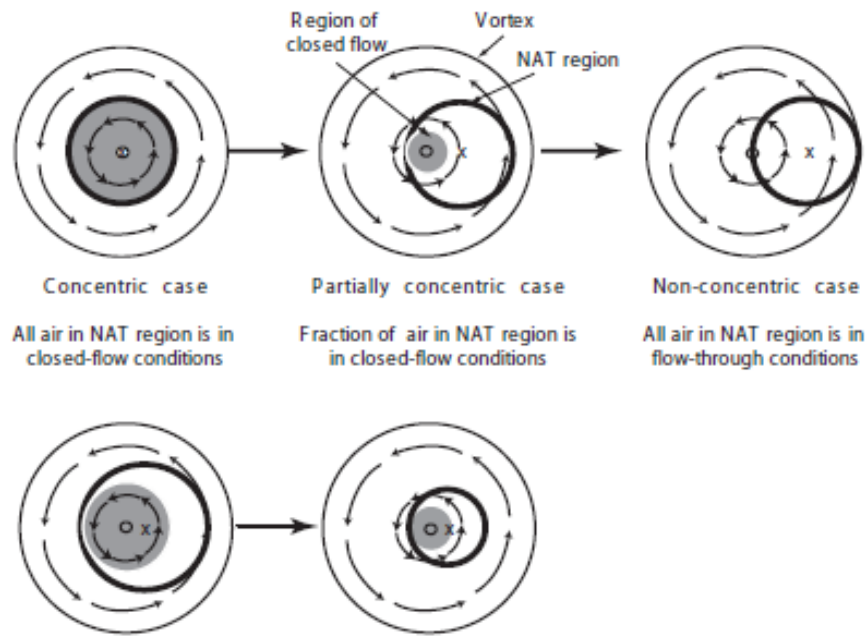 Region of
closed flow
Vortex
NAT region
x
x
x
Concentric case
Partially concentric case
Non-concentric case
All air in NAT region is in
closed-flow conditions
Fraction of air in NAT region is
in closed-flow conditions
All air in NAT region is in
flow-through conditions
x
x